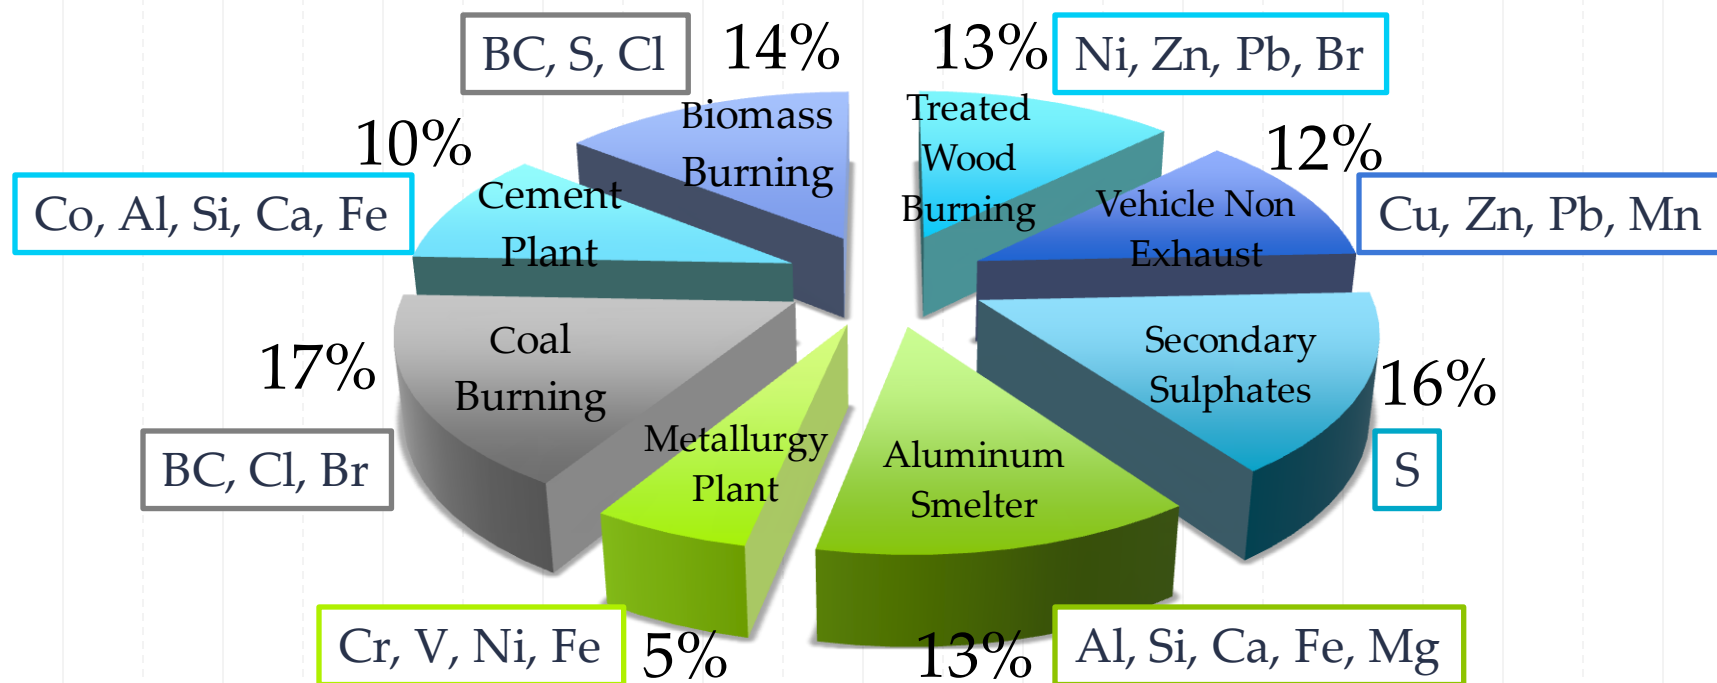 BC, S, Cl
14%
Biomass
Burning
13%
Ni, Zn, Pb, Br
Treated
Wood
Burning
12%
Cu, Zn, Pb, Mn
Vehicle Non
Exhaust
10%
Co, Al, Si, Ca, Fe
Cement
Plant
Secondary
Sulphates
16%
S
17%
Coal
Burning
BC, Cl, Br
Metallurgy
Plant
Aluminum
Smelter
Cr, V, Ni, Fe
5%
13%
Al, Si, Ca, Fe, Mg